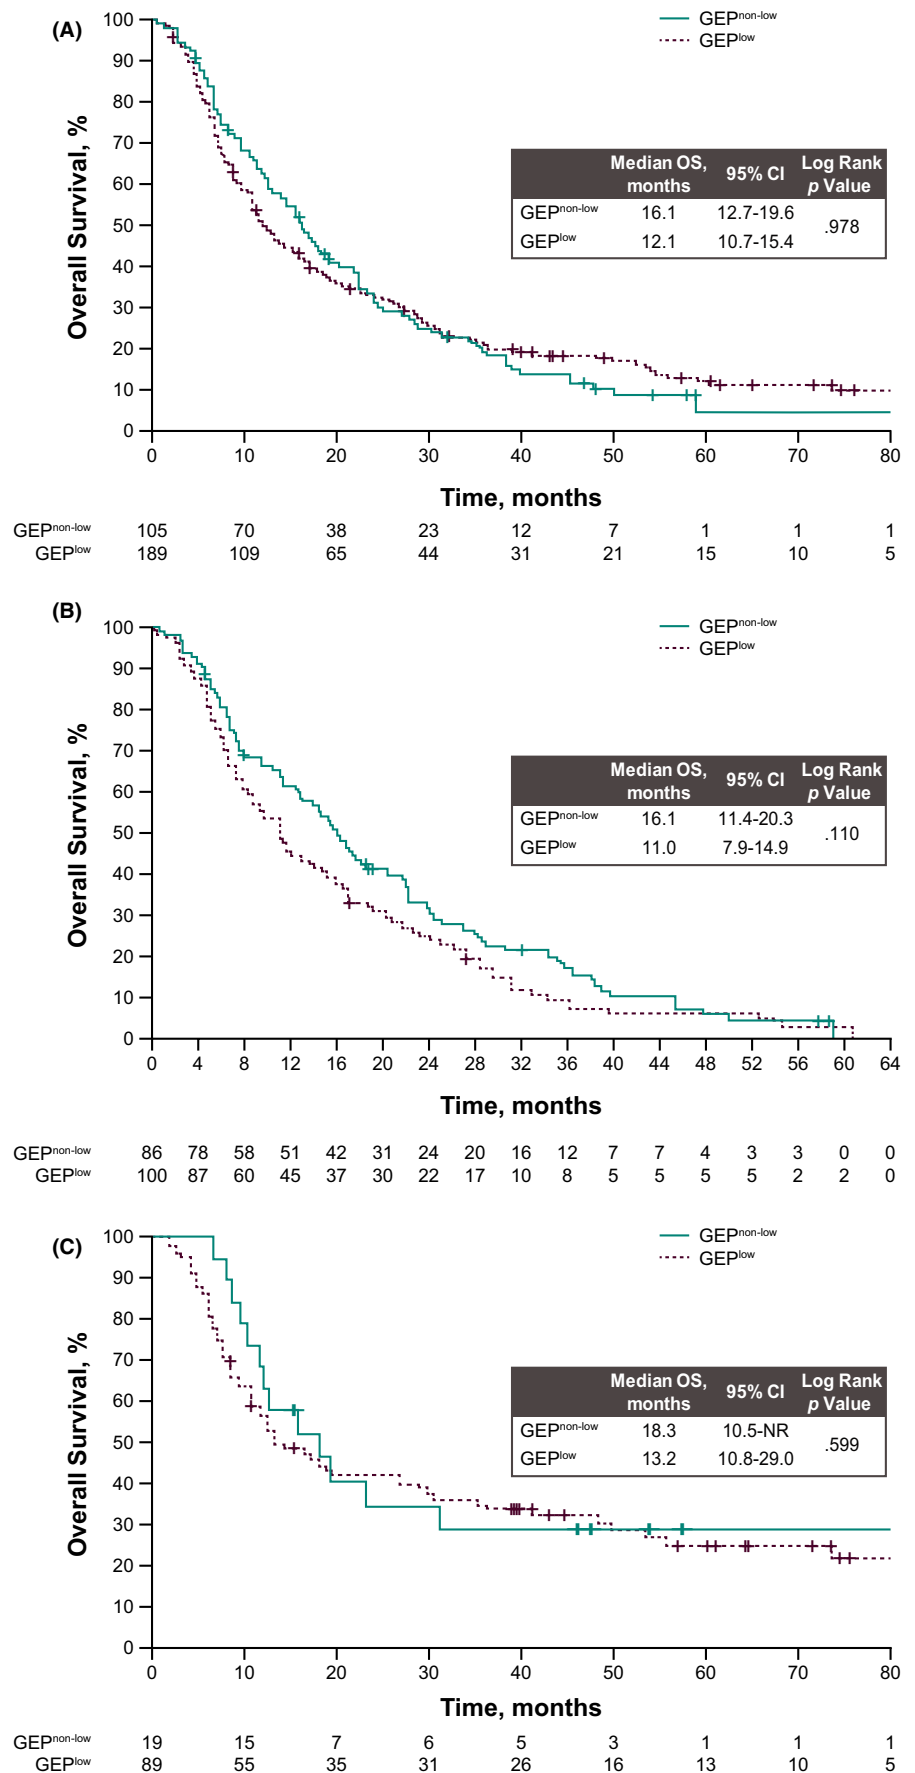 (A)
GEPnon-low
GEPlow
Overall Survival, %
100
90
80
70
60
50
40
30
20
10
0
Median OS, months 95% CI Log Rank p Value
GEPnon-low 16.1 12.7-19.6 .978
GEPlow 12.1 10.7-15.4
0 10 20 30 40 50 60 70 80
Time, months
GEPnon-low 105 70 38 23 12 7 1 1 1
GEPlow 189 109 65 44 31 21 15 10 5
(B)
GEPnon-low
GEPlow
Overall Survival, %
100
90
80
70
60
50
40
30
20
10
0
Median OS, months 95% CI Log Rank p Value
GEPnon-low 16.1 11.4-20.3 .110
GEPlow 11.0 7.9-14.9
0 4 8 12 16 20 24 28 32 36 40 44 48 52 56 60 64
Time, months
GEPnon-low 86 78 58 51 42 31 24 20 16 12 7 7 4 3 3 0 0
GEPlow 100 87 60 45 37 30 22 17 10 8 5 5 5 5 2 2 0
(C)
GEPnon-low
GEPlow
Overall Survival, %
100
90
80
70
60
50
40
30
20
10
0
Median OS, months 95% CI Log Rank p Value
GEPnon-low 18.3 10.5-NR .599
GEPlow 13.2 10.8-29.0
0 10 20 30 40 50 60 70 80
Time, months
GEPnon-low 19 15 7 6 5 3 1 1 1
GEPlow 89 55 35 31 26 16 13 10 5